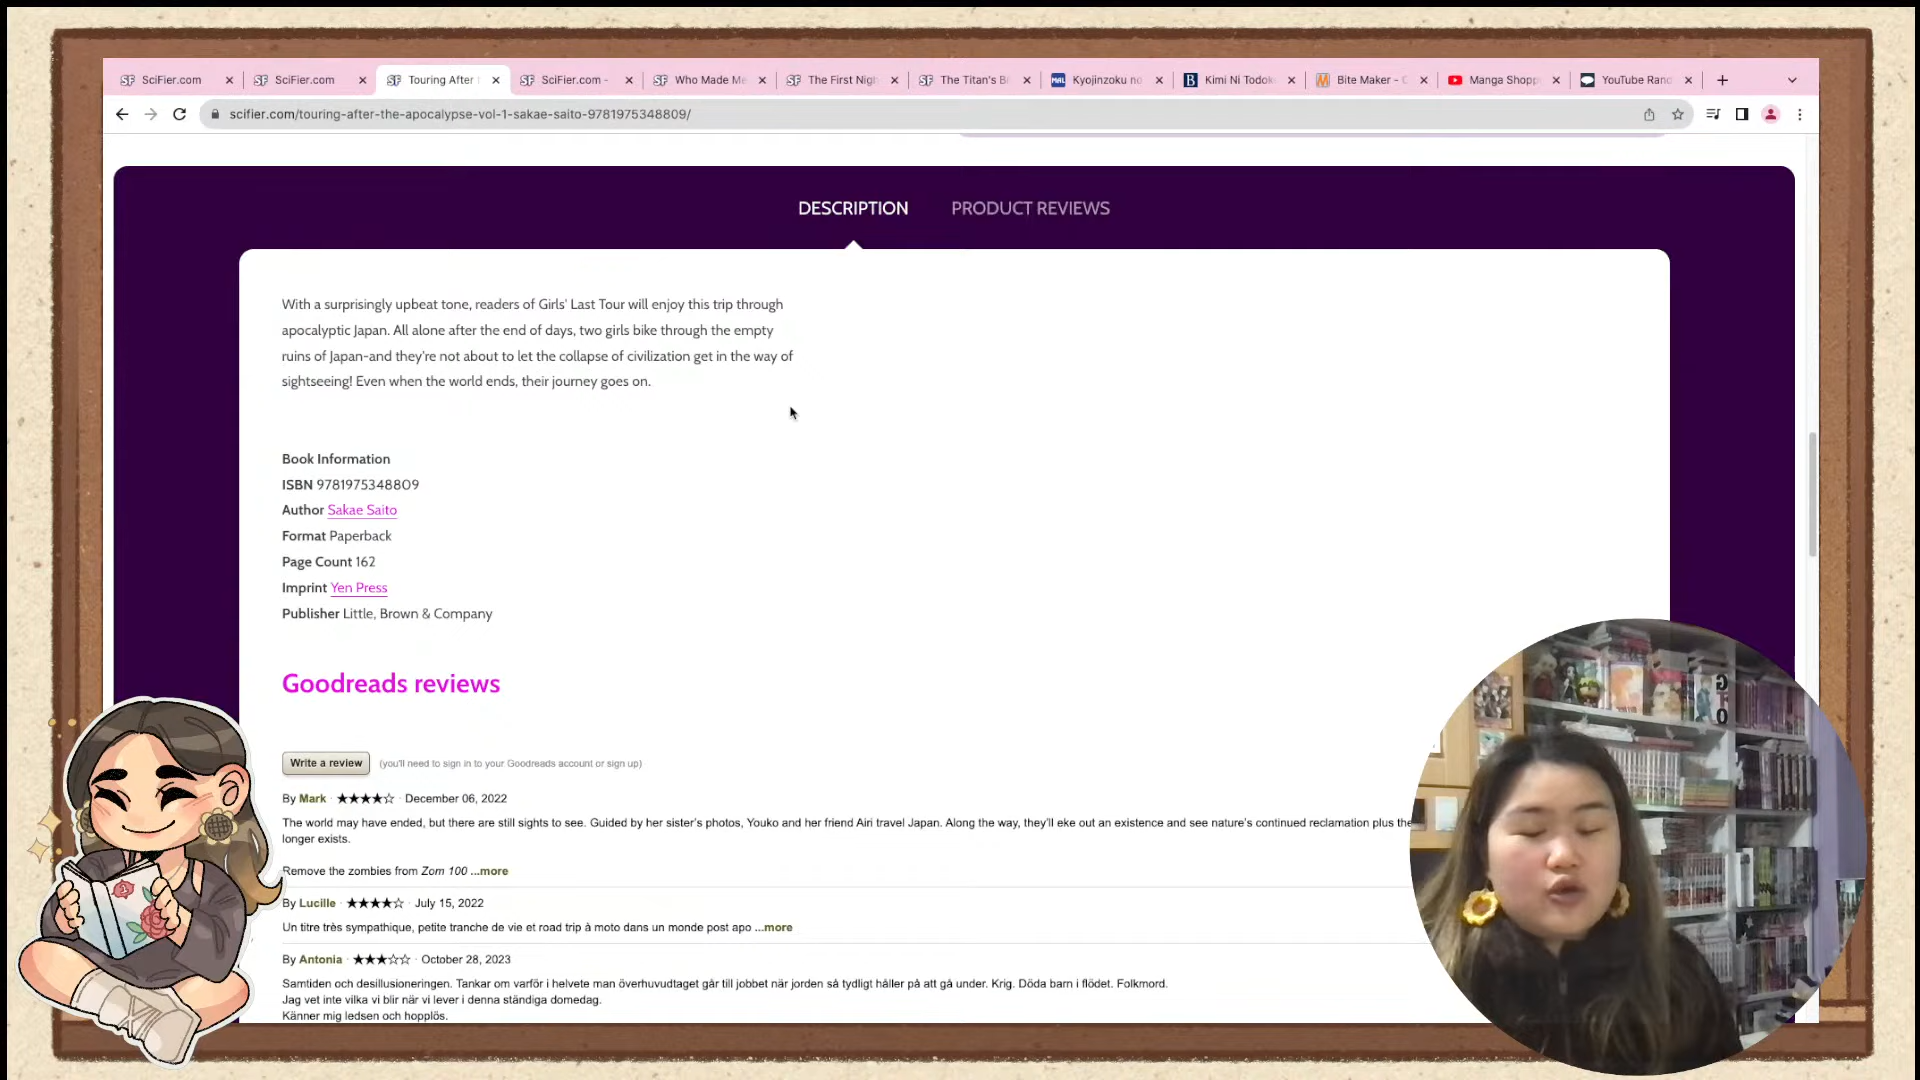 SciFier.com
SciFier.com
Touring After
SciFier.com -
Who Made Me
The First Nigh
The Titan's B
Kyojinzoku no
Kimi Ni Todok
Bite Maker -
Manga Shopp
YouTube Rand
scifier.com/touring-after-the-apocalypse-vol-1-sakae-saito-9781975348809/
DESCRIPTION
PRODUCT REVIEWS
With a surprisingly upbeat tone, readers of Girls' Last Tour will enjoy this trip through
apocalyptic Japan. All alone after the end of days, two girls bike through the empty
ruins of Japan-and they're not about to let the collapse of civilization get in the way of
sightseeing! Even when the world ends, their journey goes on.
Book Information
ISBN 9781975348809
Author Sakae Saito
Format Paperback
Page Count 162
Imprint Yen Press
Publisher Little, Brown & Company
Goodreads reviews
Write a review (you'll need to sign in to your Goodreads account or sign up)
By Mark · ★★★★☆ · December 06, 2022
The world may have ended, but there are still sights to see. Guided by her sister's photos, Youko and her friend Airi travel Japan. Along the way, they'll eke out an existence and see nature's continued reclamation plus the
longer exists.
Remove the zombies from Zom 100 ...more
By Lucille · ★★★★☆ · July 15, 2022
Un titre très sympathique, petite tranche de vie et road trip à moto dans un monde post apo ...more
By Antonia · ★★★☆☆ · October 28, 2023
Samtiden och desillusioneringen. Tankar om varför i helvete man överhuvudtaget går till jobbet när jorden så tydligt håller på att gå under. Krig. Döda barn i flödet. Folkmord.
Jag vet inte vilka vi blir när vi lever i denna ständiga domedag.
Känner mig ledsen och hopplös.